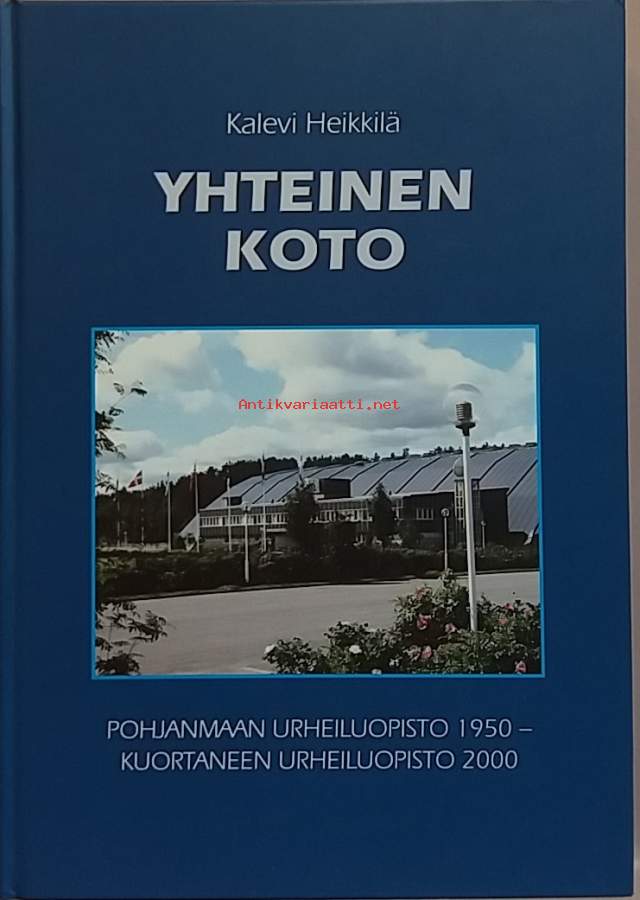 Kalevi Heikkilä
YHTEINEN
KOTO
Antikvariaatti.net
POHJANMAAN URHEILUOPISTO 1950 –
KUORTANEEN URHEILUOPISTO 2000